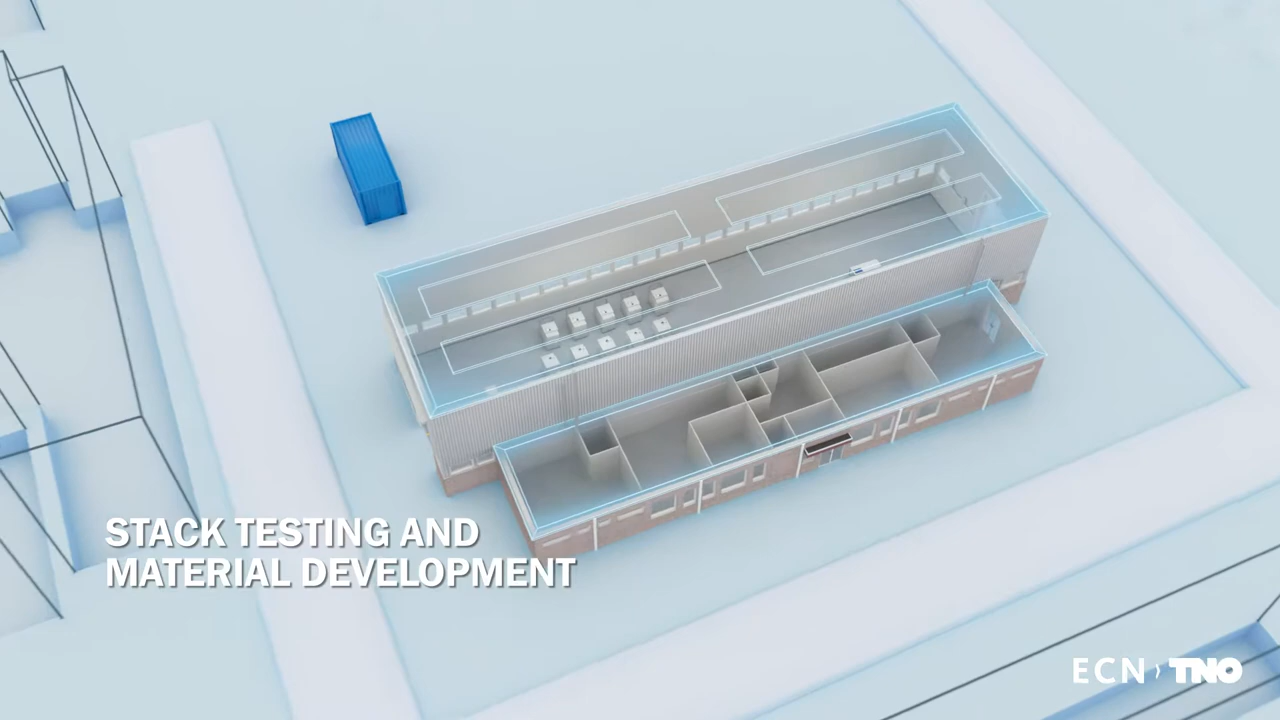 STACK TESTING AND
MATERIAL DEVELOPMENT
ECN › TNO